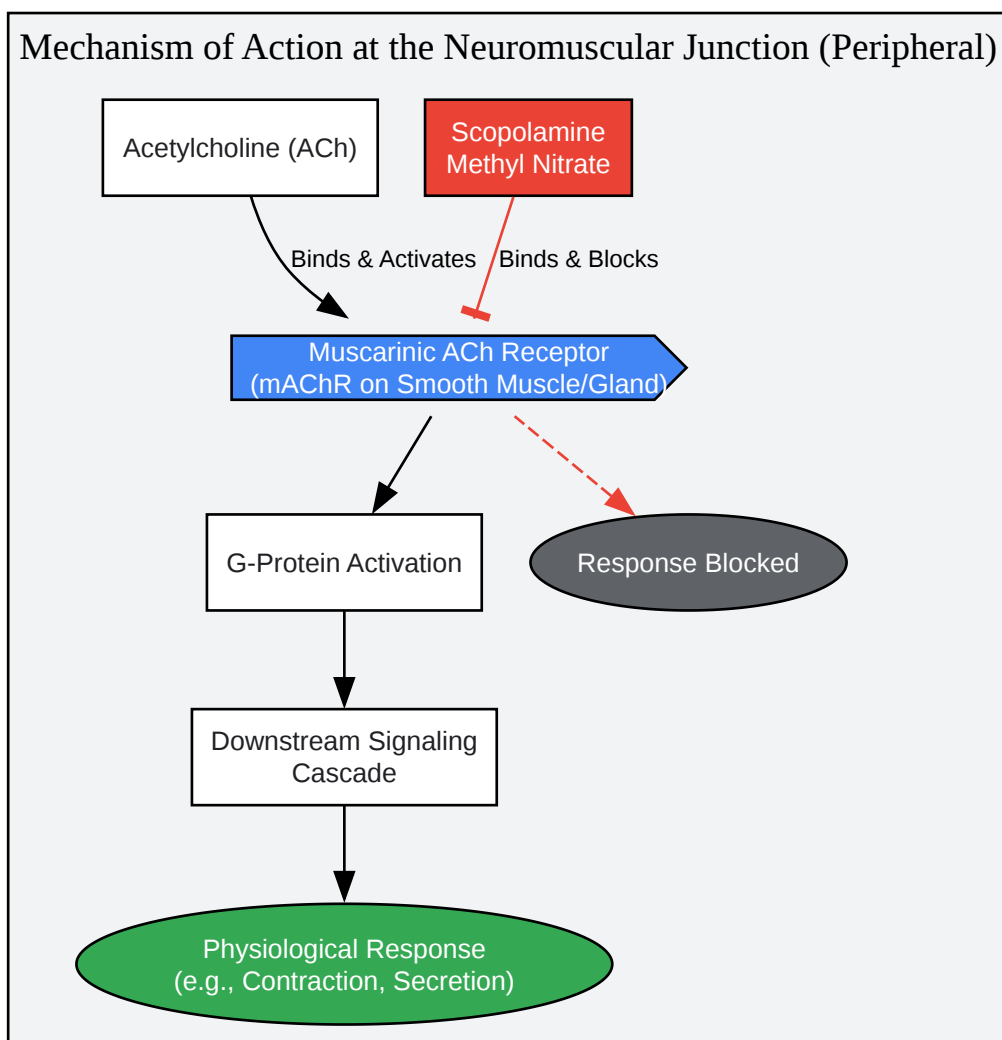 Mechanism of Action at the Neuromuscular Junction (Peripheral)
Acetylcholine (ACh)
Scopolamine
Methyl Nitrate
Binds & Activates
Binds & Blocks
Muscarinic ACh Receptor
(mAChR on Smooth Muscle/Gland)
G-Protein Activation
Response Blocked
Downstream Signaling
Cascade
Physiological Response
(e.g., Contraction, Secretion)